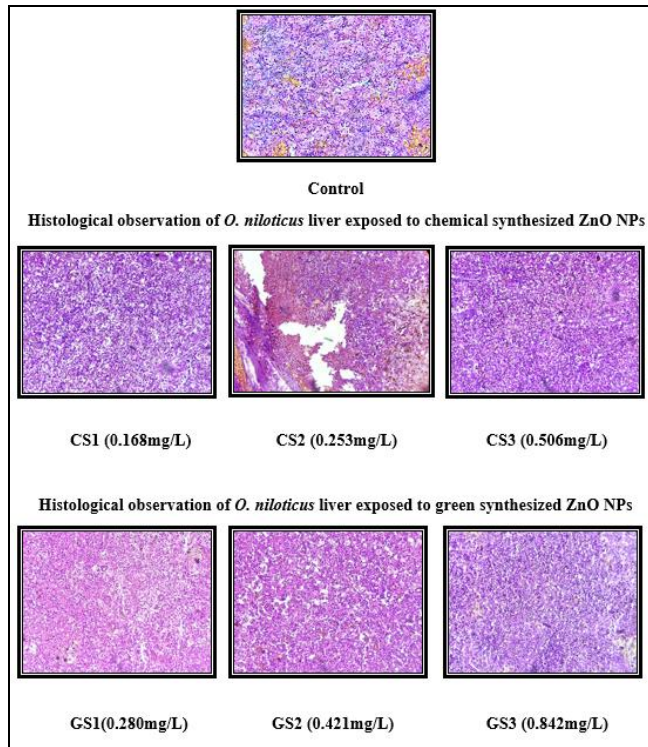 Control
Histological observation of O. niloticus liver exposed to chemical synthesized ZnO NPs
CS1 (0.168mg/L) CS2 (0.253mg/L) CS3 (0.506mg/L)
Histological observation of O. niloticus liver exposed to green synthesized ZnO NPs
GS1(0.280mg/L) GS2 (0.421mg/L) GS3 (0.842mg/L)